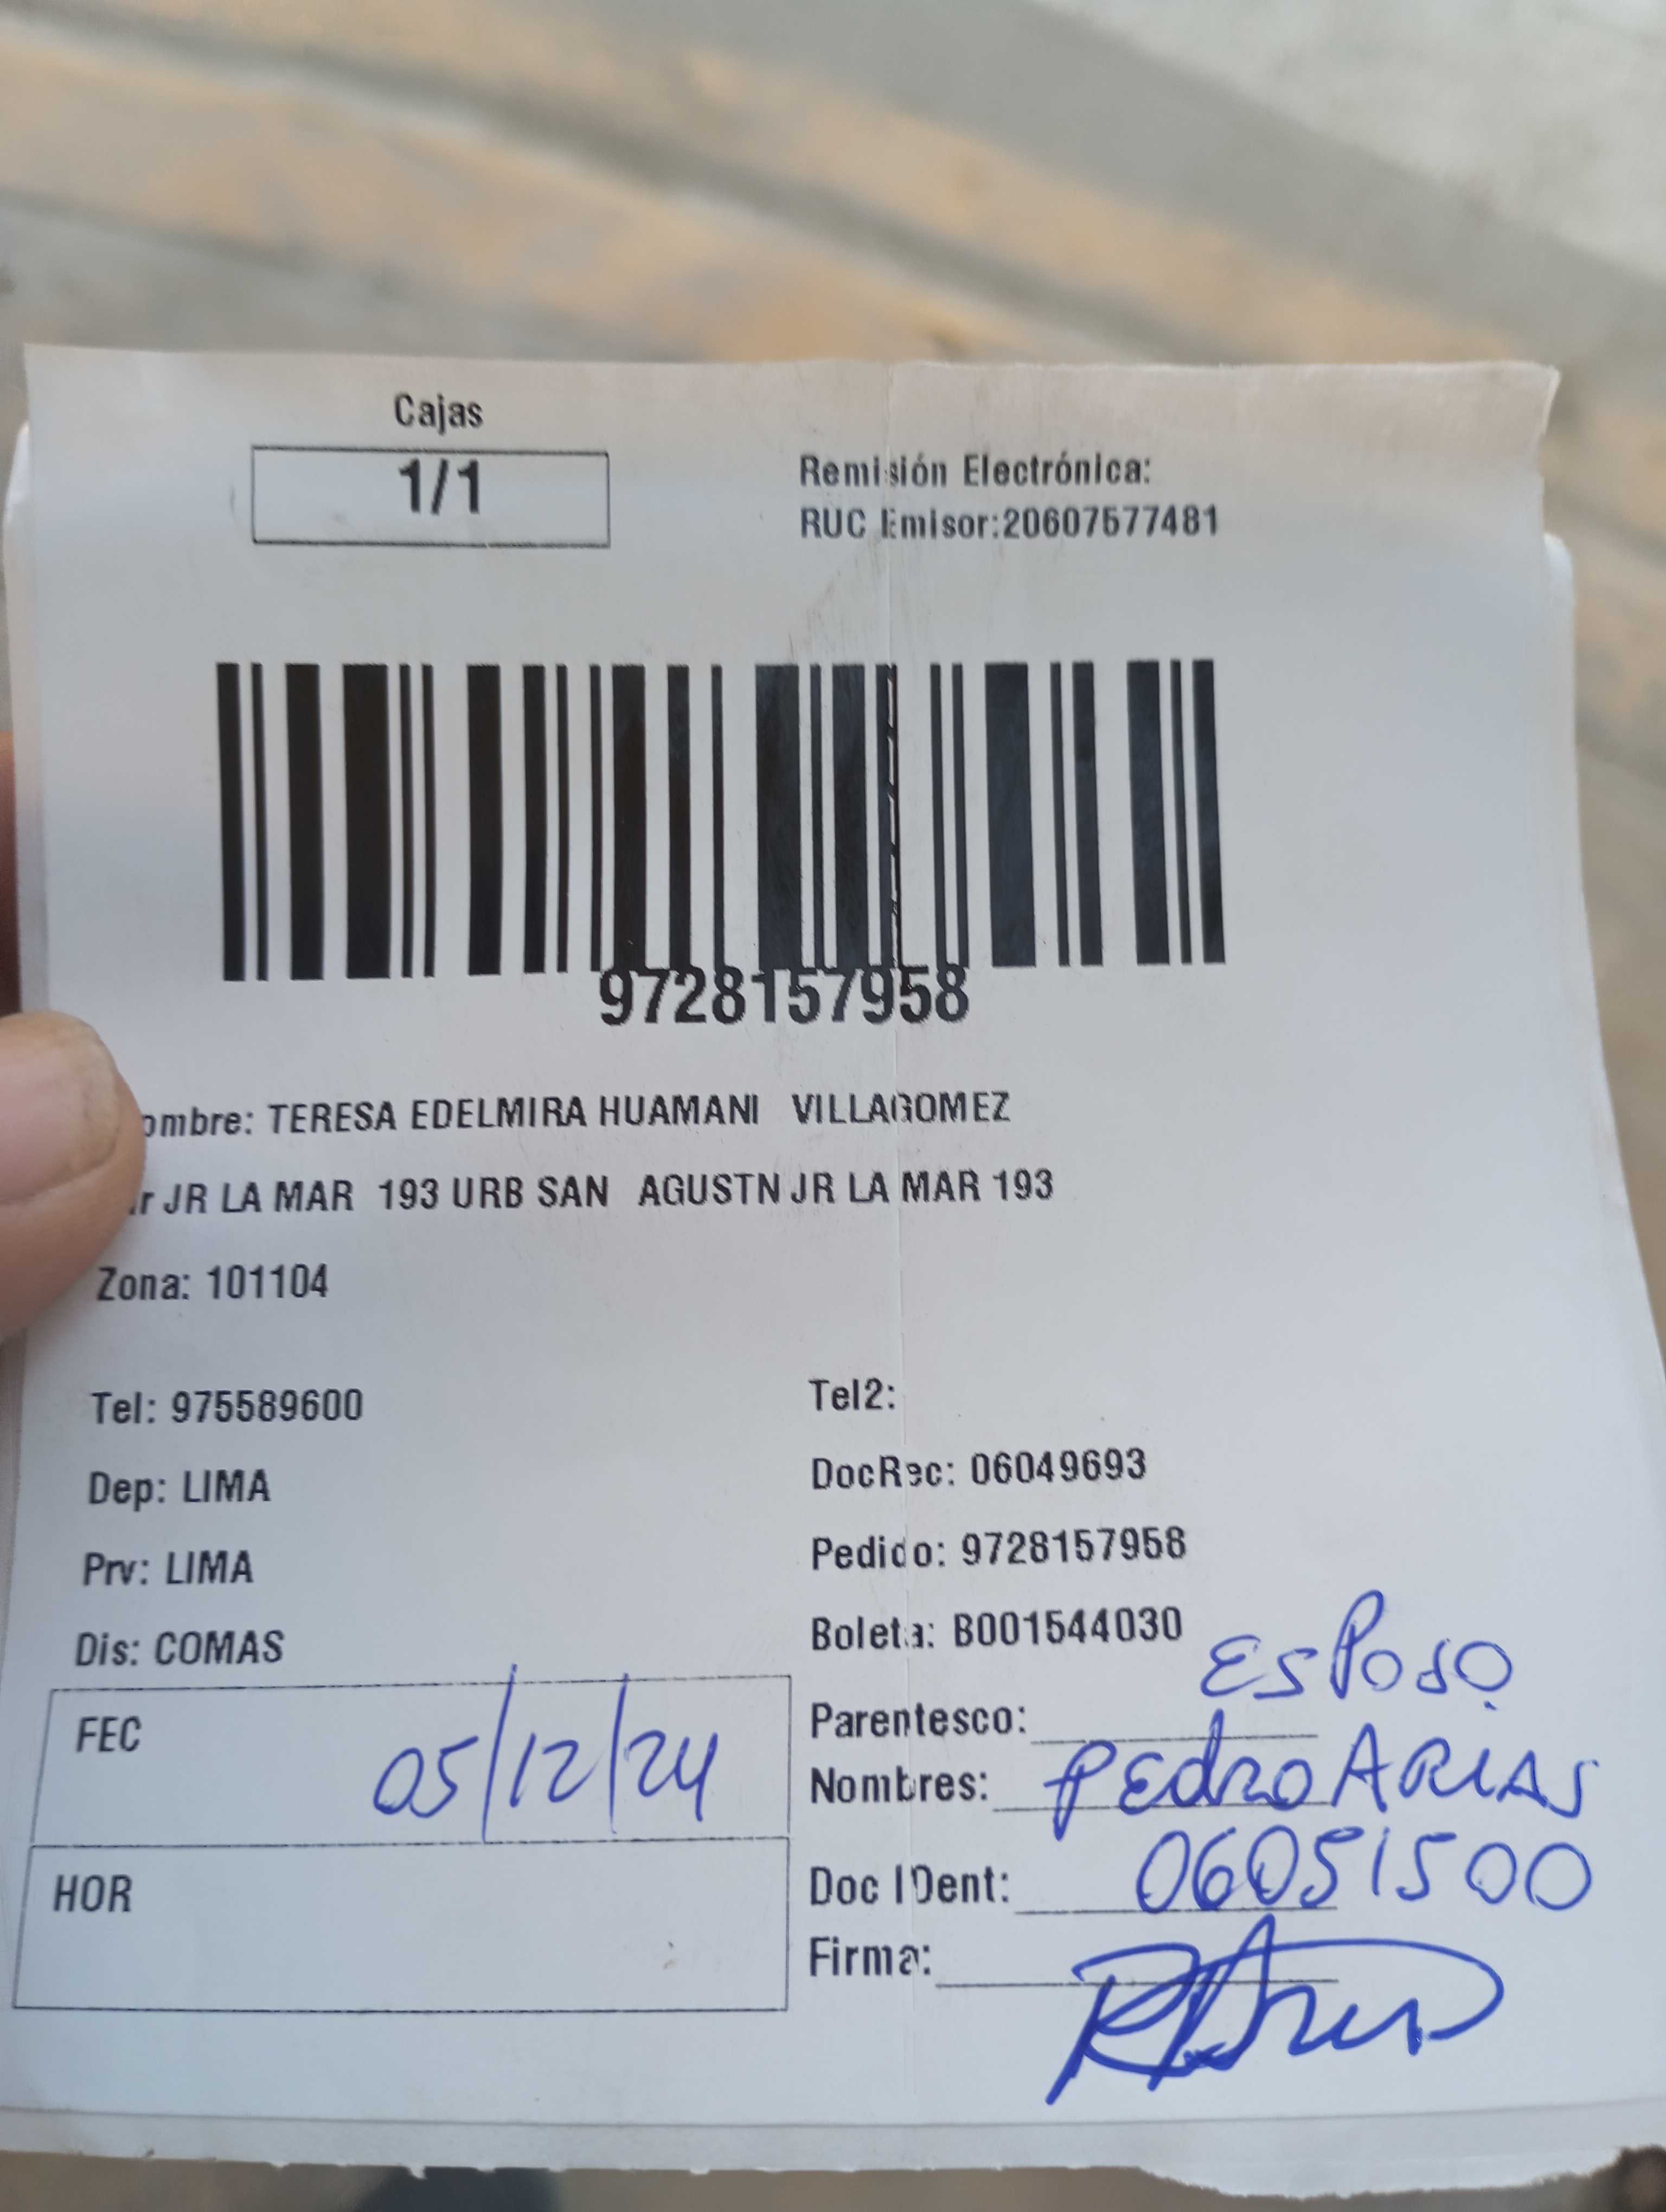 Cajas
1/1
Remisión Electrónica:
RUC Emisor:20607577481
9728157958
ombre: TERESA EDELMIRA HUAMANI VILLAGOMEZ
r JR LA MAR 193 URB SAN AGUSTN JR LA MAR 193
Zona: 101104
Tel: 975589600
Tel2:
Dep: LIMA
DocRec: 06049693
Prv: LIMA
Pedido: 9728157958
Dis: COMAS
Boleta: B001544030
FEC 05/12/24
Parentesco: ESPOSO
Nombres: PEdro ARIAS
HOR
Doc IDent: 06051500
Firma: